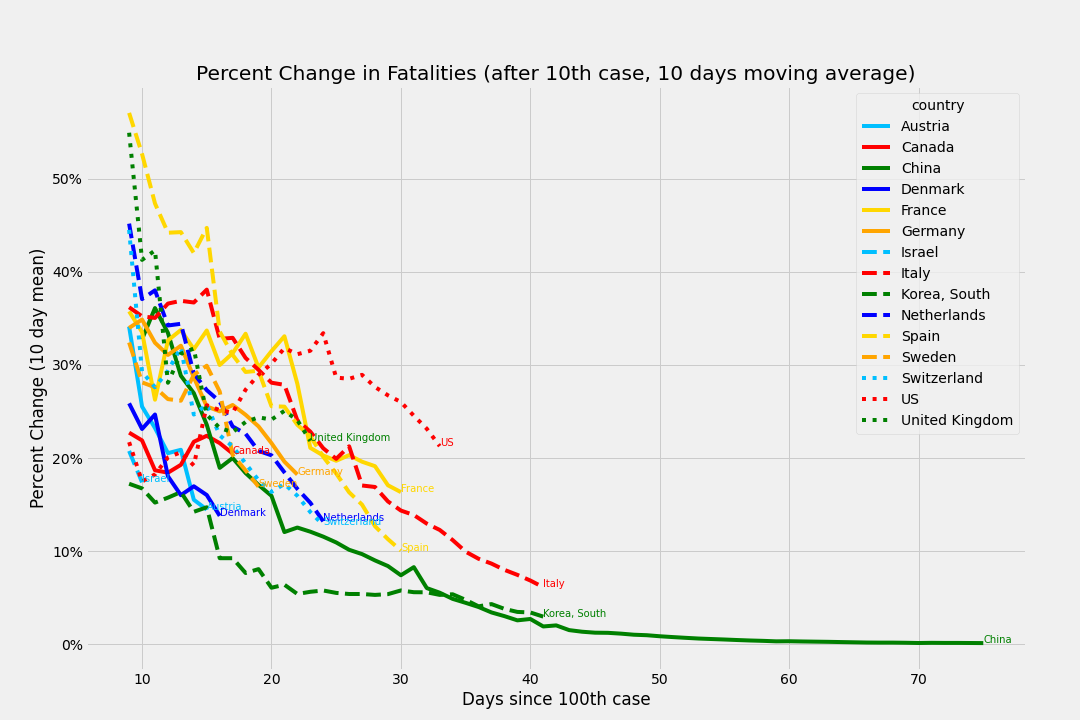 Percent Change in Fatalities (after 10th case, 10 days moving average)
country
Austria
Canada
China
Denmark
France
Germany
Israel
Italy
Korea, South
Netherlands
Spain
Sweden
Switzerland
US
United Kingdom
Percent Change (10 day mean)
50%
40%
30%
20%
10%
0%
United Kingdom
US
Canada
Germany
Israel
Sweden
France
Austria
Denmark
Netherlands
Switzerland
Spain
Italy
Korea, South
China
10 20 30 40 50 60 70
Days since 100th case